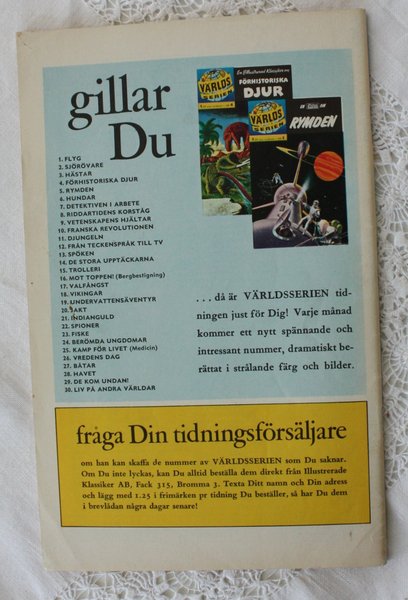 gillar
Du
1. FLYG
2. SJÖRÖVARE
3. HÄSTAR
4. FÖRHISTORISKA DJUR
5. RYMDEN
6. HUNDAR
7. DETEKTIVEN I ARBETE
8. RIDDARTIDENS KORSTÅG
9. VETENSKAPENS HJÄLTAR
10. FRANSKA REVOLUTIONEN
11. DJUNGELN
12. FRÅN TECKENSPRÅK TILL TV
13. SPÖKEN
14. DE STORA UPPTÄCKARNA
15. TROLLERI
16. MOT TOPPEN! (Bergbestigning)
17. VALFÅNGST
18. VIKINGAR
19. UNDERVATTENSÄVENTYR
20. JAKT
21. INDIANGULD
22. SPIONER
23. FISKE
24. BERÖMDA UNGDOMAR
25. KAMP FÖR LIVET (Medicin)
26. VREDENS DAG
27. BÅTAR
28. HAVET
29. DE KOM UNDAN!
30. LIV PÅ ANDRA VÄRLDAR
VÄRLDS
SERIEN
FÖRHISTORISKA
DJUR
VÄRLDS
SERIEN
RYMDEN
. . . då är VÄRLDSSERIEN tid-
ningen just för Dig! Varje månad
kommer ett nytt spännande och
intressant nummer, dramatiskt be-
rättat i strålande färg och bilder.
fråga Din tidningsförsäljare
om han kan skaffa de nummer av VÄRLDSSERIEN som Du saknar.
Om Du inte lyckas, kan Du alltid beställa dem direkt från Illustrerade
Klassiker AB, Fack 315, Bromma 3. Texta Ditt namn och Din adress
och lägg med 1.25 i frimärken pr tidning Du beställer, så har Du dem
i brevlådan några dagar senare!